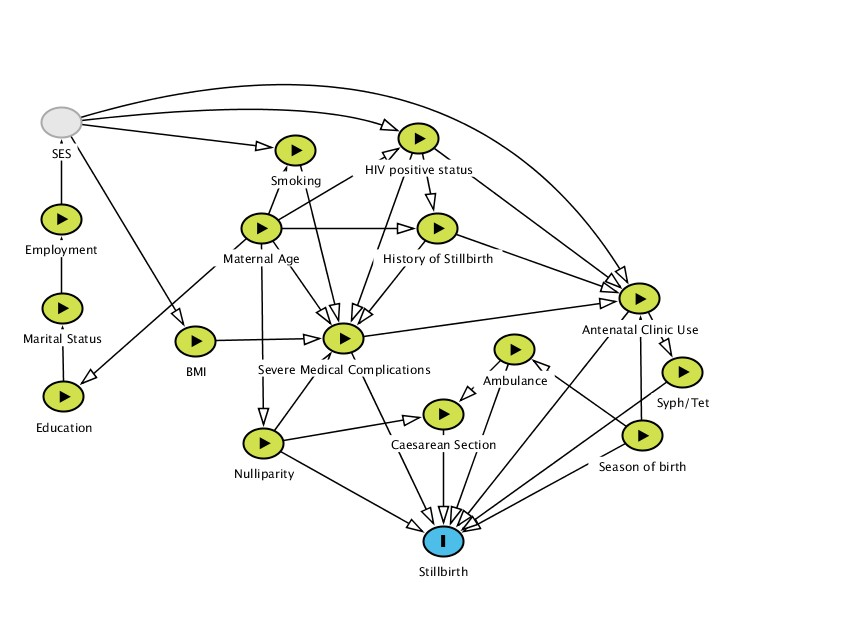 SES
Smoking
HIV positive status
Employment
Maternal Age
History of Stillbirth
Marital Status
Antenatal Clinic Use
BMI
Severe Medical Complications
Ambulance
Syph/Tet
Education
Caesarean Section
Nulliparity
Season of birth
Stillbirth